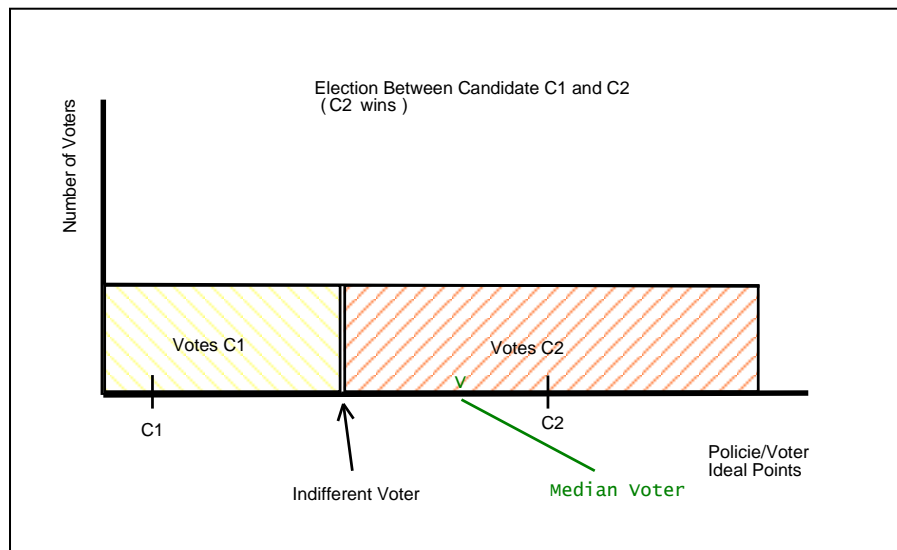 Election Between Candidate C1 and C2
( C2 wins )
Number of Voters
Votes C1
Votes C2
V
C1
C2
Policie/Voter
Ideal Points
Indifferent Voter
Median Voter